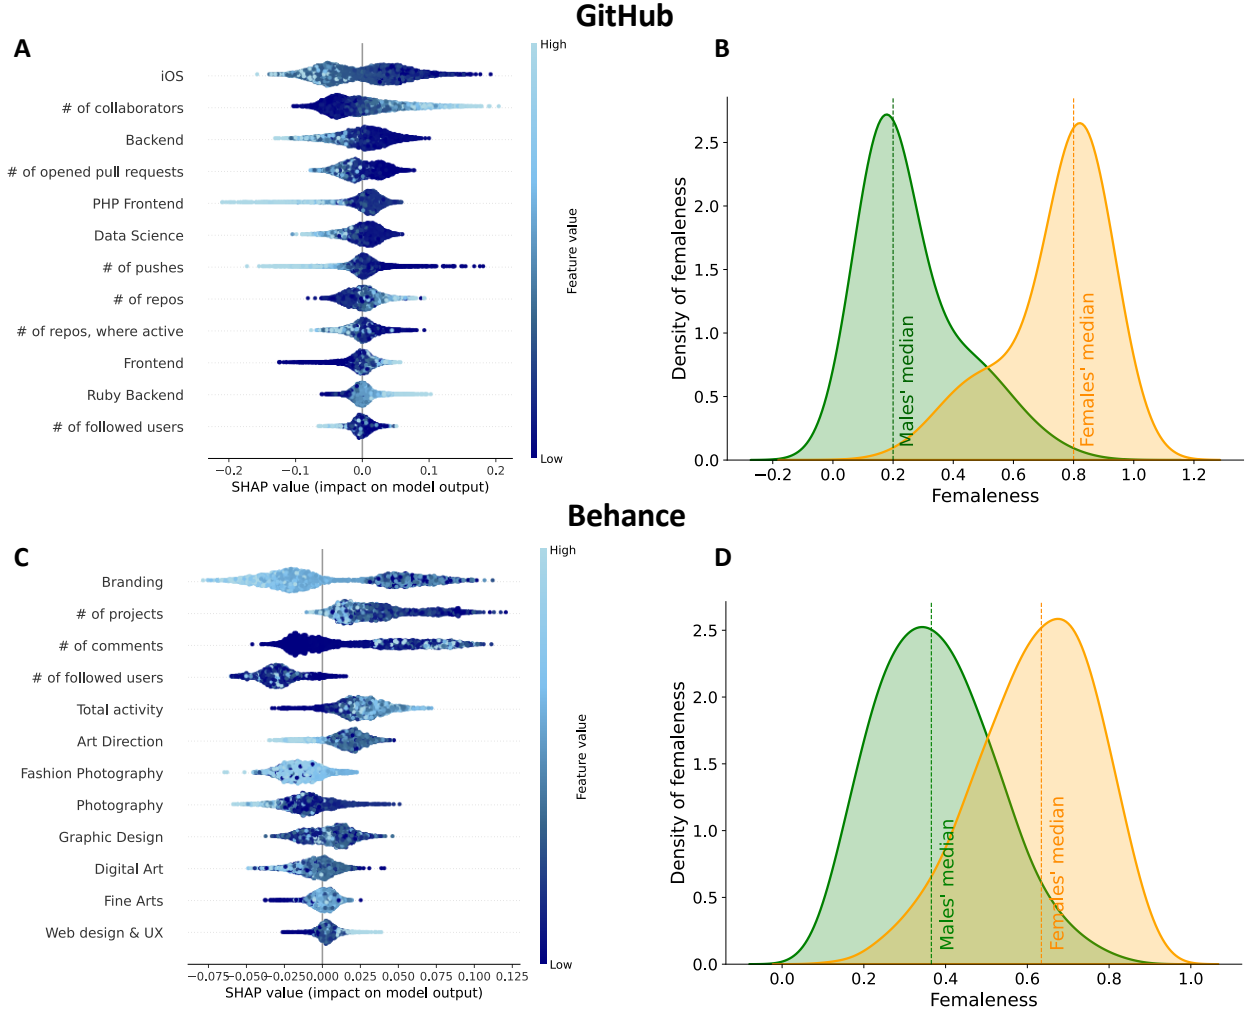 GitHub
A
High
iOS
# of collaborators
Backend
# of opened pull requests
PHP Frontend
Data Science
# of pushes
# of repos
# of repos, where active
Frontend
Ruby Backend
# of followed users
Low
Feature value
−0.2 −0.1 0.0 0.1 0.2
SHAP value (impact on model output)
B
Density of femaleness
2.5
2.0
1.5
1.0
0.5
0.0
Males' median
Females' median
−0.2 0.0 0.2 0.4 0.6 0.8 1.0 1.2
Femaleness
Behance
C
High
Branding
# of projects
# of comments
# of followed users
Total activity
Art Direction
Fashion Photography
Photography
Graphic Design
Digital Art
Fine Arts
Web design & UX
Low
Feature value
−0.075 −0.050 −0.025 0.000 0.025 0.050 0.075 0.100 0.125
SHAP value (impact on model output)
D
Density of femaleness
2.5
2.0
1.5
1.0
0.5
0.0
Males' median
Females' median
0.0 0.2 0.4 0.6 0.8 1.0
Femaleness